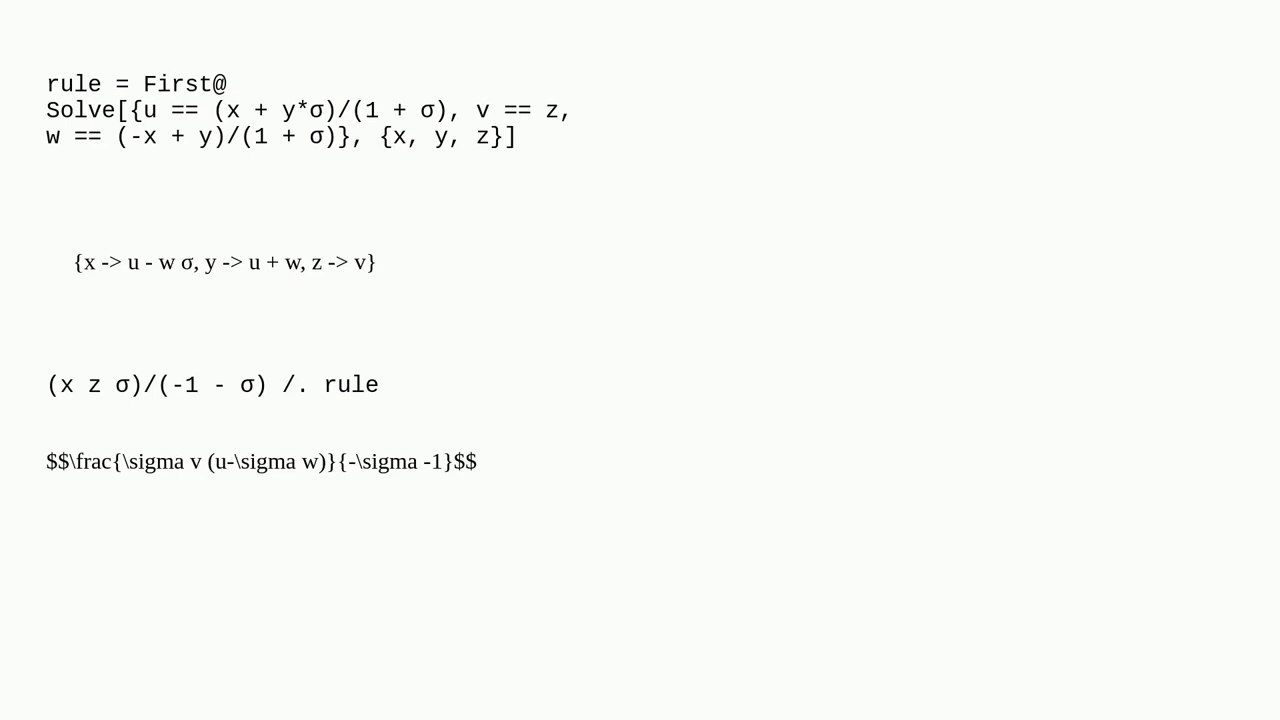 rule = First@
Solve[{u == (x + y*σ)/(1 + σ), v == z,
w == (-x + y)/(1 + σ)}, {x, y, z}]
{x -> u - w σ, y -> u + w, z -> v}
(x z σ)/(-1 - σ) /. rule
$$\frac{\sigma v (u-\sigma w)}{-\sigma -1}$$